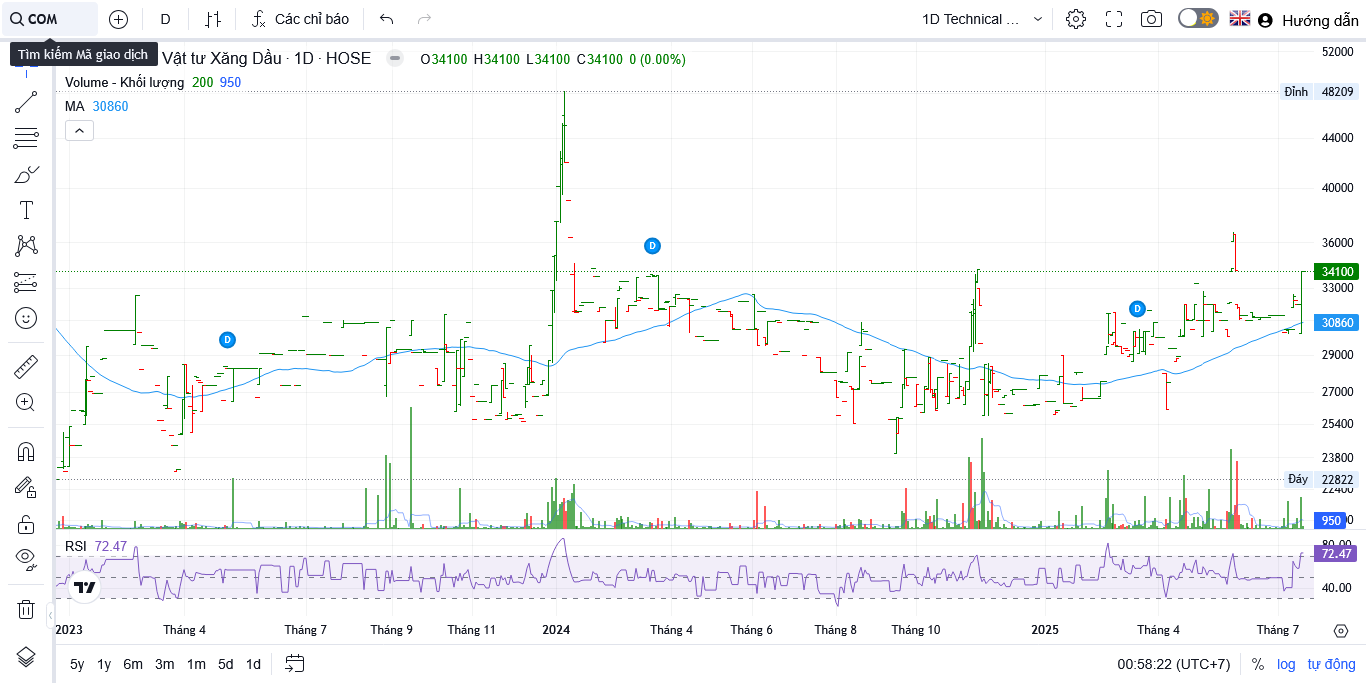 COM
D
Các chỉ báo
1D Technical ...
Hướng dẫn
Tìm kiếm Mã giao dịch
Vật tư Xăng Dầu · 1D · HOSE
O34100 H34100 L34100 C34100 0 (0.00%)
Volume - Khối lượng 200 950
MA 30860
52000
Đỉnh 48209
44000
40000
36000
34100
33000
30860
29000
27000
25400
23800
Đáy 22822
22400
950
D
D
D
RSI 72.47
80.00
72.47
40.00
2023 Tháng 4 Tháng 7 Tháng 9 Tháng 11 2024 Tháng 4 Tháng 6 Tháng 8 Tháng 10 2025 Tháng 4 Tháng 7
5y 1y 6m 3m 1m 5d 1d
00:58:22 (UTC+7) % log tự động